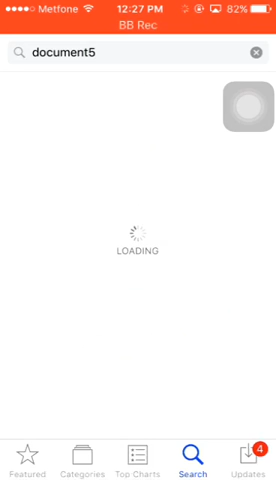 Metfone 12:27 PM 82%
BB Rec
document5
LOADING
4
Featured Categories Top Charts Search Updates